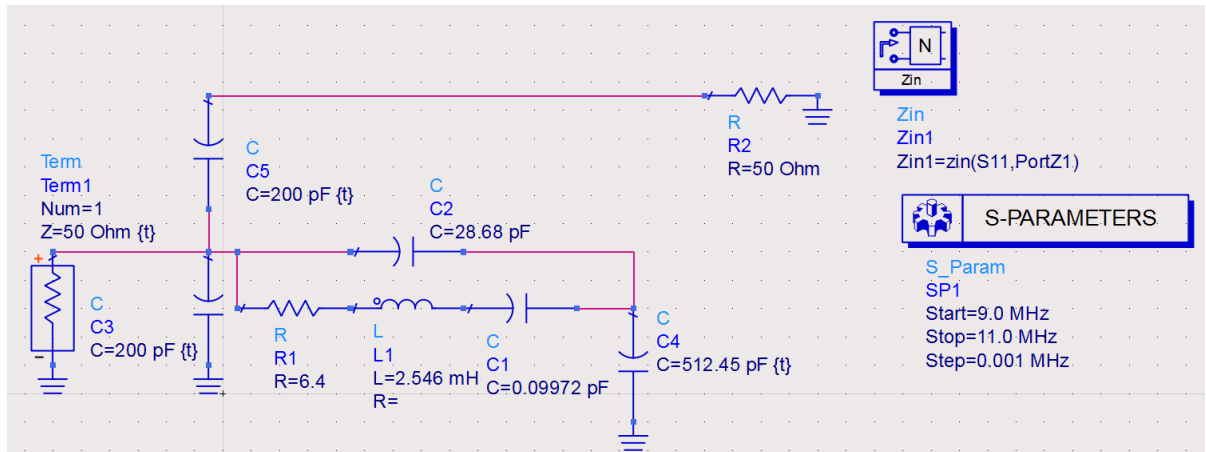 Term
Term1
Num=1
Z=50 Ohm {t}
+
-
C
C3
C=200 pF {t}
C
C5
C=200 pF {t}
C
C2
C=28.68 pF
R
R1
R=6.4
L
L1
L=2.546 mH
R=
C
C1
C=0.09972 pF
C
C4
C=512.45 pF {t}
R
R2
R=50 Ohm
N
Zin
Zin
Zin1
Zin1=zin(S11,PortZ1)
S-PARAMETERS
S_Param
SP1
Start=9.0 MHz
Stop=11.0 MHz
Step=0.001 MHz